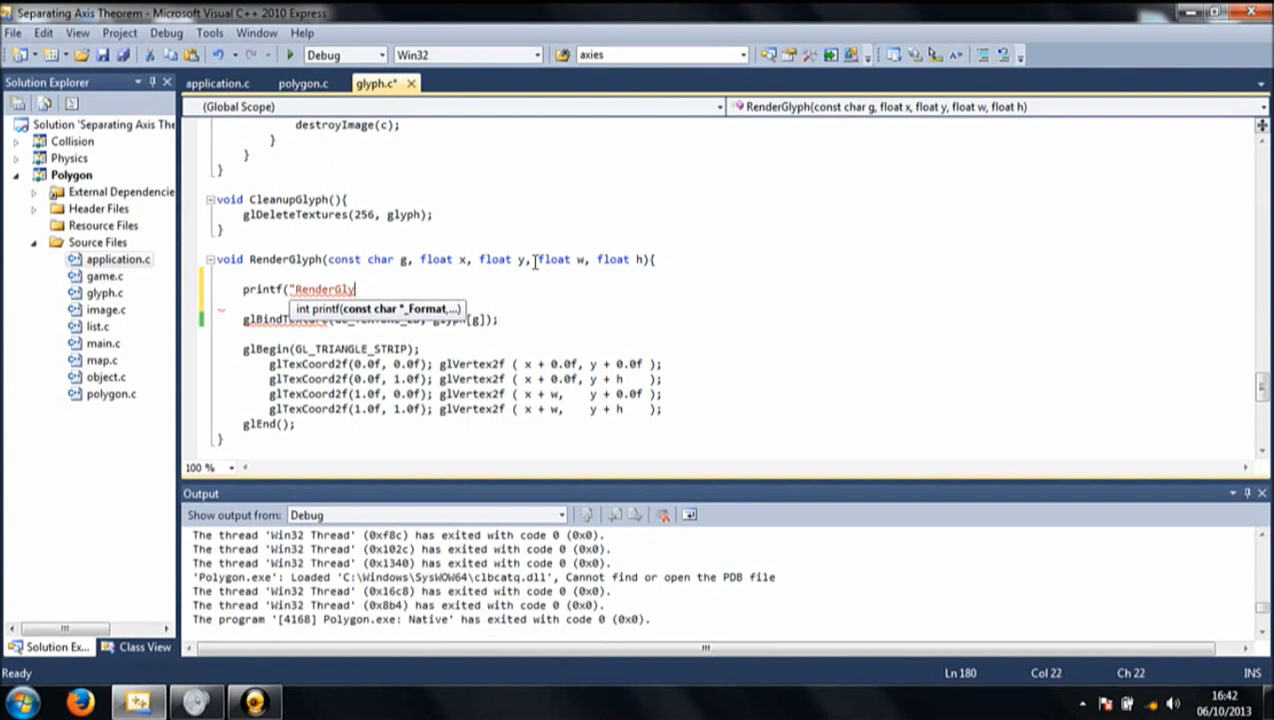 Separating Axis Theorem - Microsoft Visual C++ 2010 Express
File Edit View Project Debug Tools Window Help
Debug Win32 axies
Solution Explorer
application.c polygon.c glyph.c*
(Global Scope) RenderGlyph(const char g, float x, float y, float w, float h)
Solution 'Separating Axis The
Collision
Physics
Polygon
External Dependencie
Header Files
Resource Files
Source Files
application.c
game.c
glyph.c
image.c
list.c
main.c
map.c
object.c
polygon.c
Solution Ex... Class View
destroyImage(c);
}
}
}
void CleanupGlyph(){
glDeleteTextures(256, glyph);
}
void RenderGlyph(const char g, float x, float y, float w, float h){
printf("RenderGly
int printf(const char *_Format,...)
glBindTexture(GL_TEXTURE_2D, glyph[g]);
glBegin(GL_TRIANGLE_STRIP);
glTexCoord2f(0.0f, 0.0f); glVertex2f ( x + 0.0f, y + 0.0f );
glTexCoord2f(0.0f, 1.0f); glVertex2f ( x + 0.0f, y + h );
glTexCoord2f(1.0f, 0.0f); glVertex2f ( x + w, y + 0.0f );
glTexCoord2f(1.0f, 1.0f); glVertex2f ( x + w, y + h );
glEnd();
}
100 %
Output
Show output from: Debug
The thread 'Win32 Thread' (0xf8c) has exited with code 0 (0x0).
The thread 'Win32 Thread' (0x102c) has exited with code 0 (0x0).
The thread 'Win32 Thread' (0x1340) has exited with code 0 (0x0).
'Polygon.exe': Loaded 'C:\Windows\SysWOW64\clbcatq.dll', Cannot find or open the PDB file
The thread 'Win32 Thread' (0x16c8) has exited with code 0 (0x0).
The thread 'Win32 Thread' (0x8b4) has exited with code 0 (0x0).
The program '[4168] Polygon.exe: Native' has exited with code 0 (0x0).
Ready Ln 180 Col 22 Ch 22 INS
16:42
06/10/2013